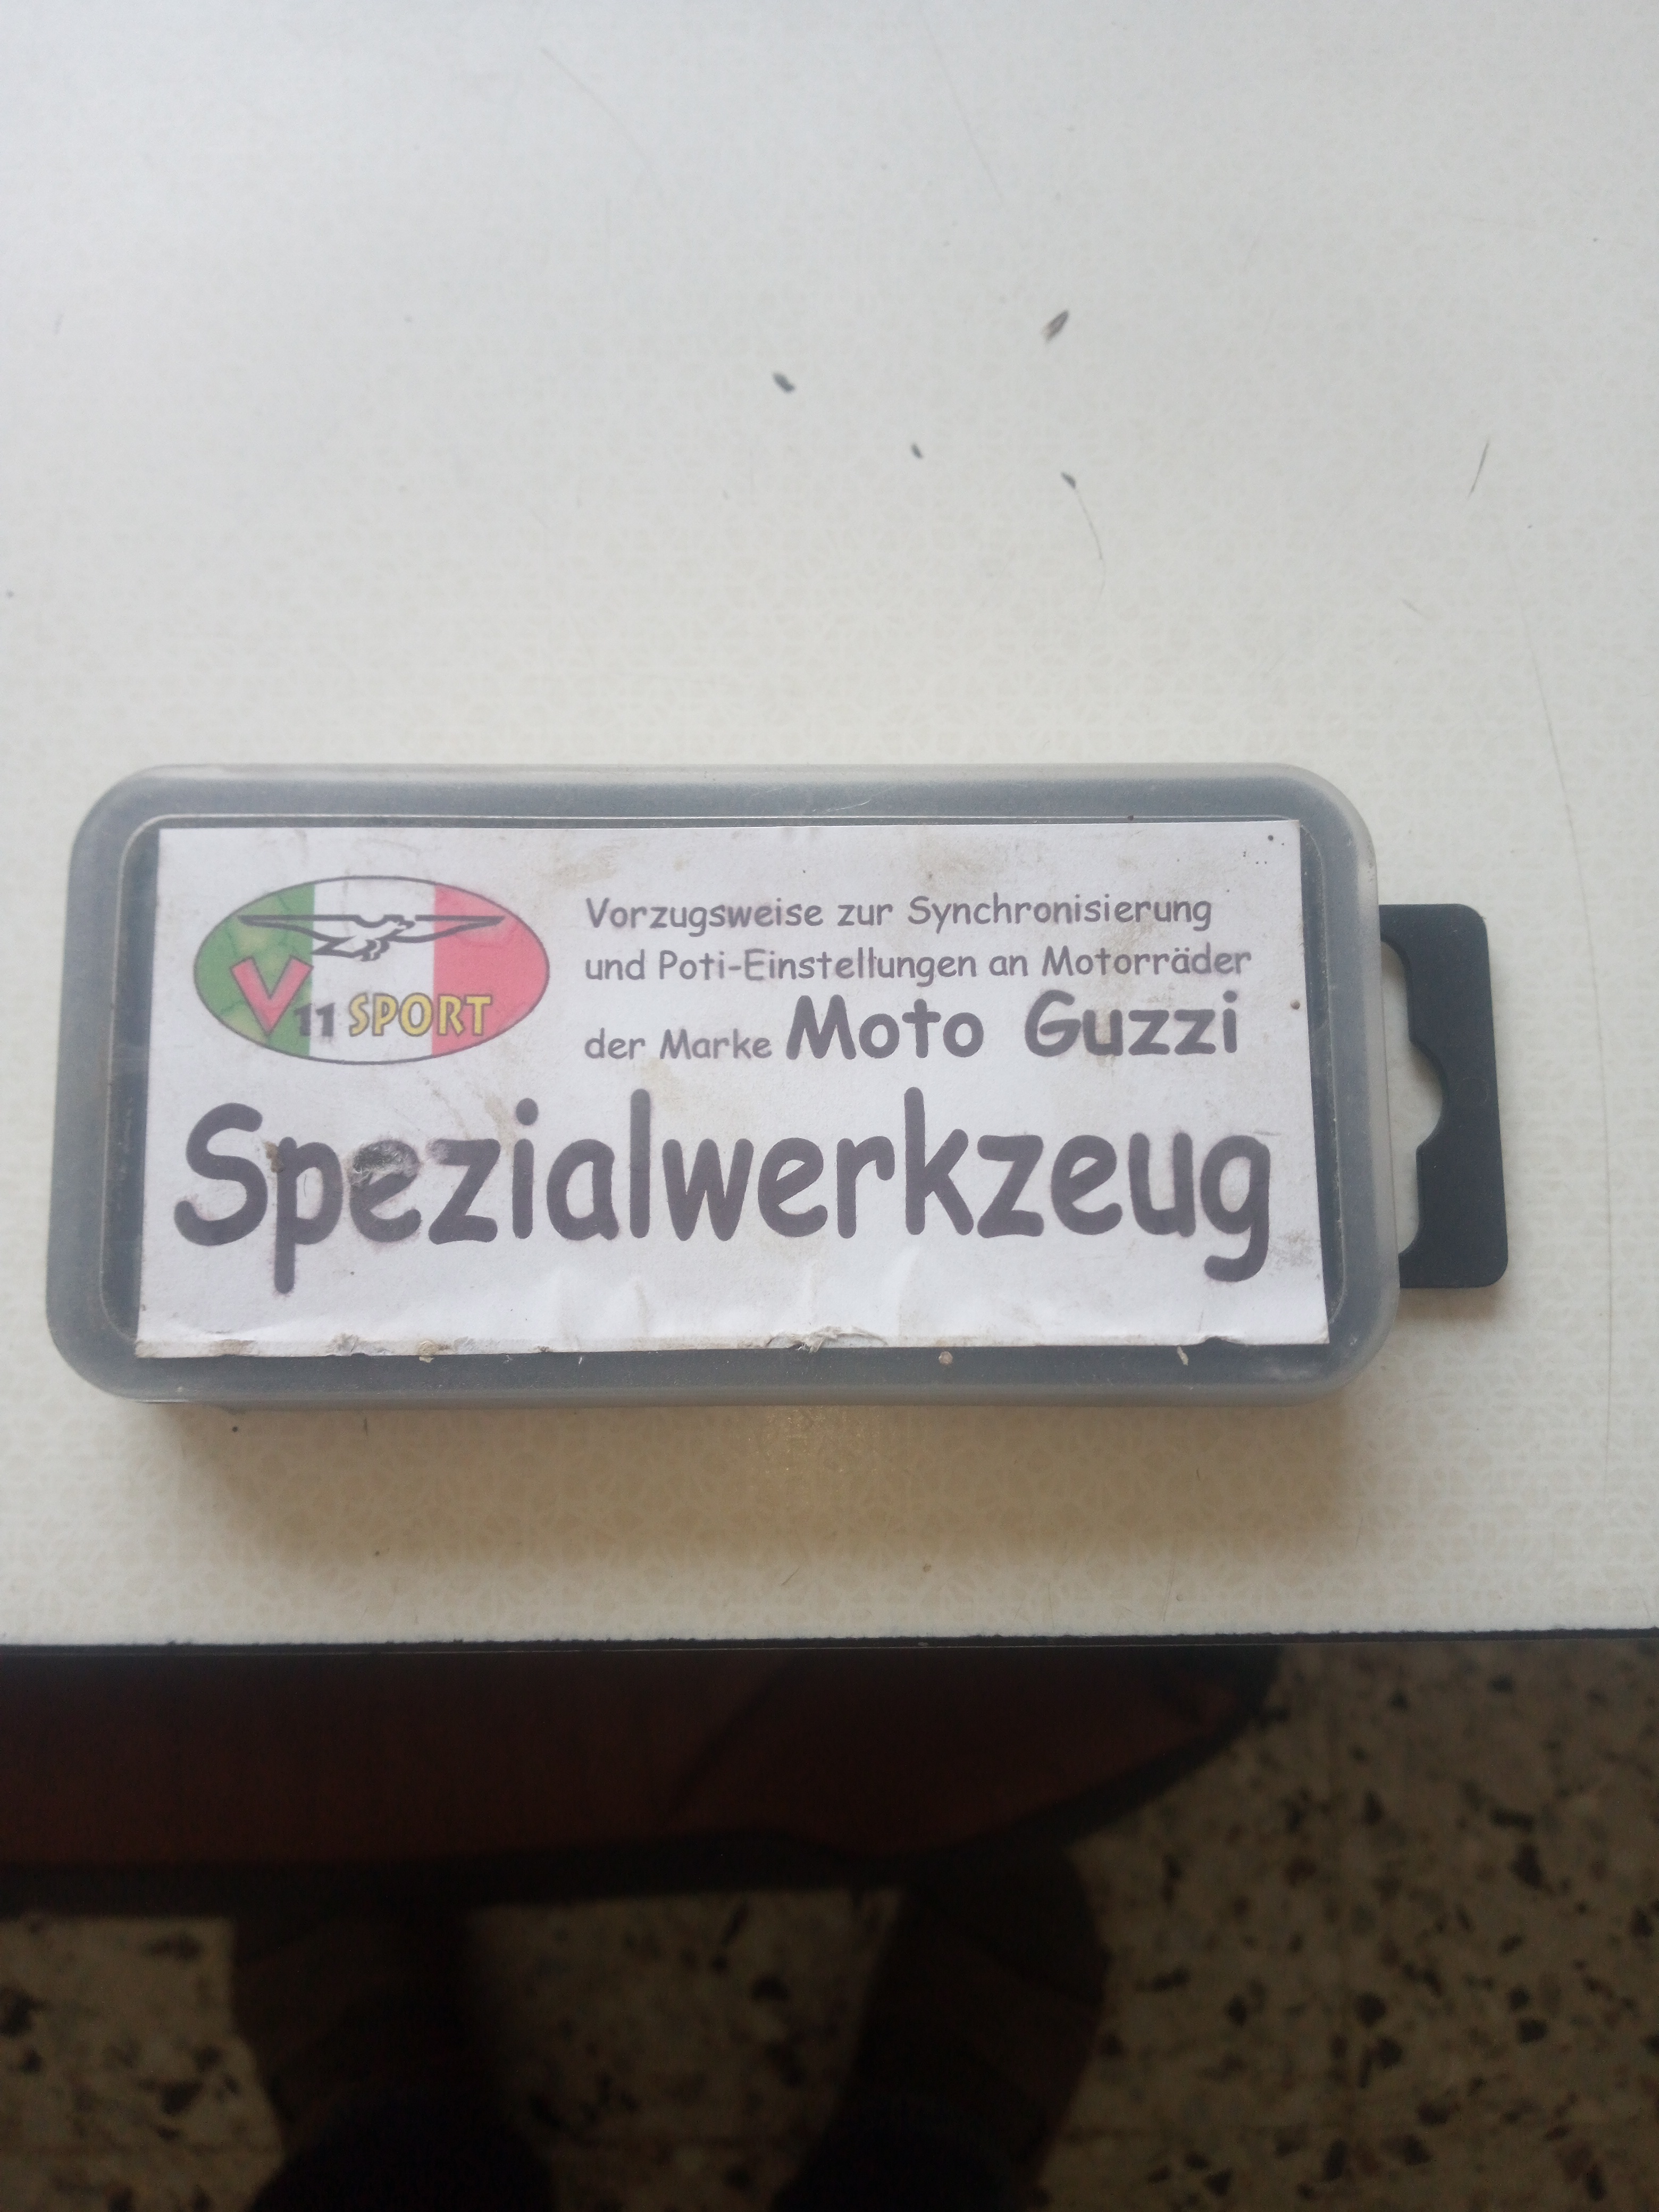 V11 SPORT
Vorzugsweise zur Synchronisierung
und Poti-Einstellungen an Motorräder
der Marke Moto Guzzi
Spezialwerkzeug